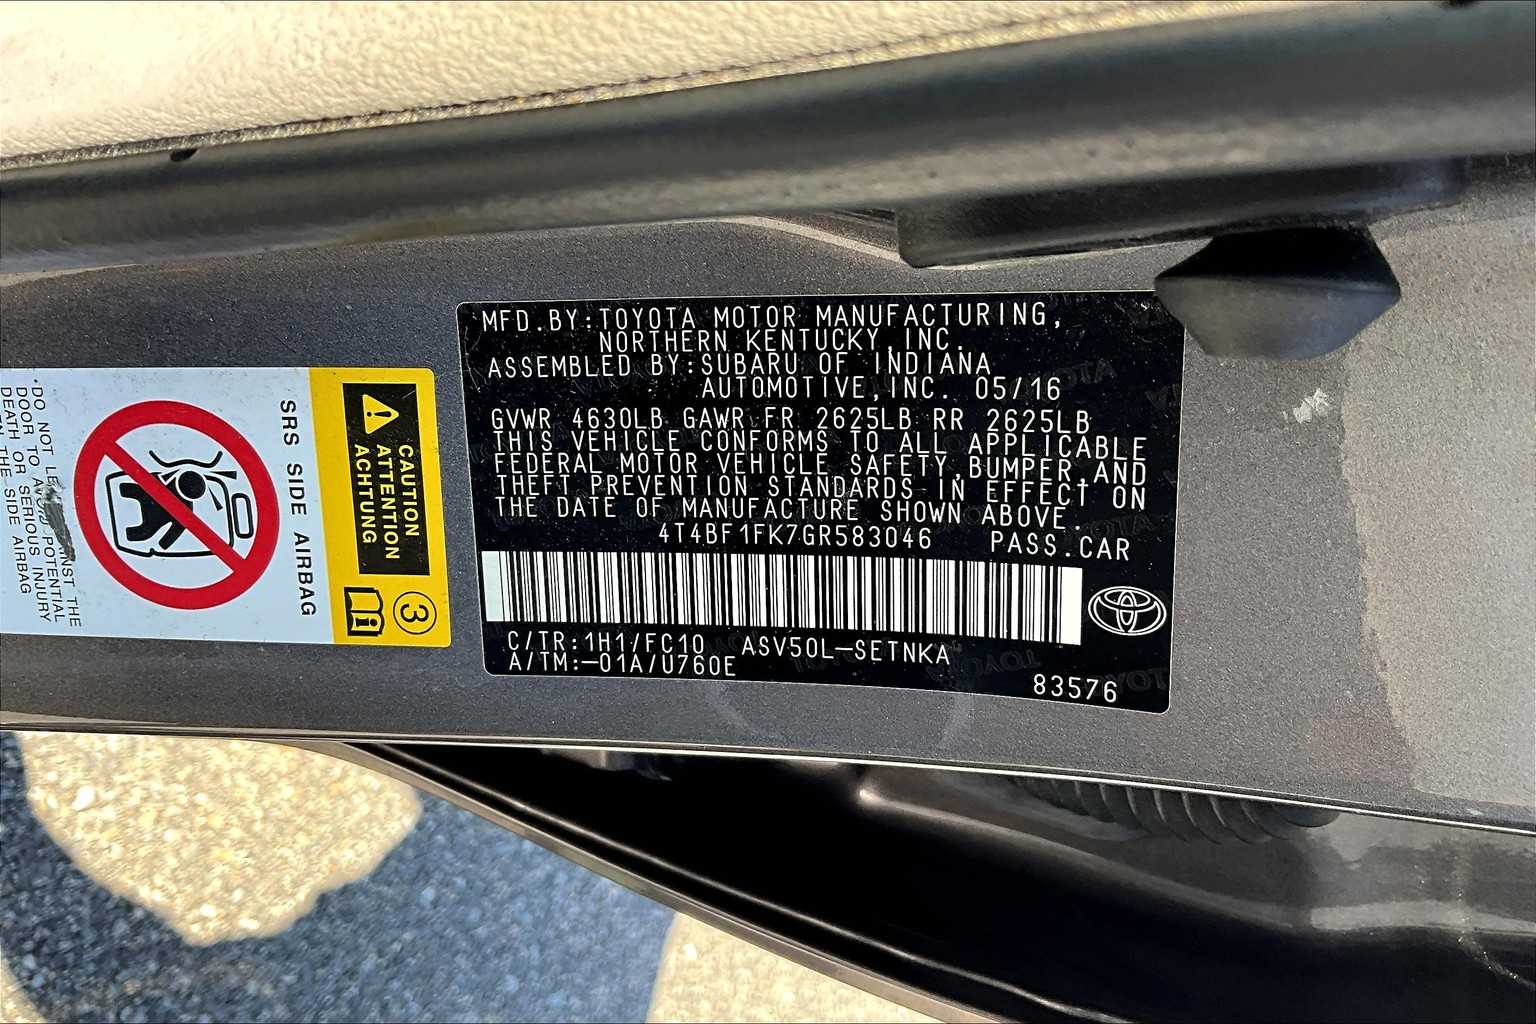 MFD.BY:TOYOTA MOTOR MANUFACTURING,
NORTHERN KENTUCKY,INC.
ASSEMBLED BY:SUBARU OF INDIANA
AUTOMOTIVE,INC. 05/16
GVWR 4630LB GAWR FR 2625LB RR 2625LB
THIS VEHICLE CONFORMS TO ALL APPLICABLE
FEDERAL MOTOR VEHICLE SAFETY,BUMPER,AND
THEFT PREVENTION STANDARDS IN EFFECT ON
THE DATE OF MANUFACTURE SHOWN ABOVE.
4T4BF1FK7GR583046 PASS.CAR
C/TR:1H1/FC10 ASV50L-SETNKA
A/TM:-01A/U760E
83576
CAUTION
ATTENTION
ACHTUNG
3
SRS SIDE AIRBAG
·DO NOT THE
DOOR TO POTENTIAL
DEATH OR SERIOUS INJURY
THE SIDE AIRBAG